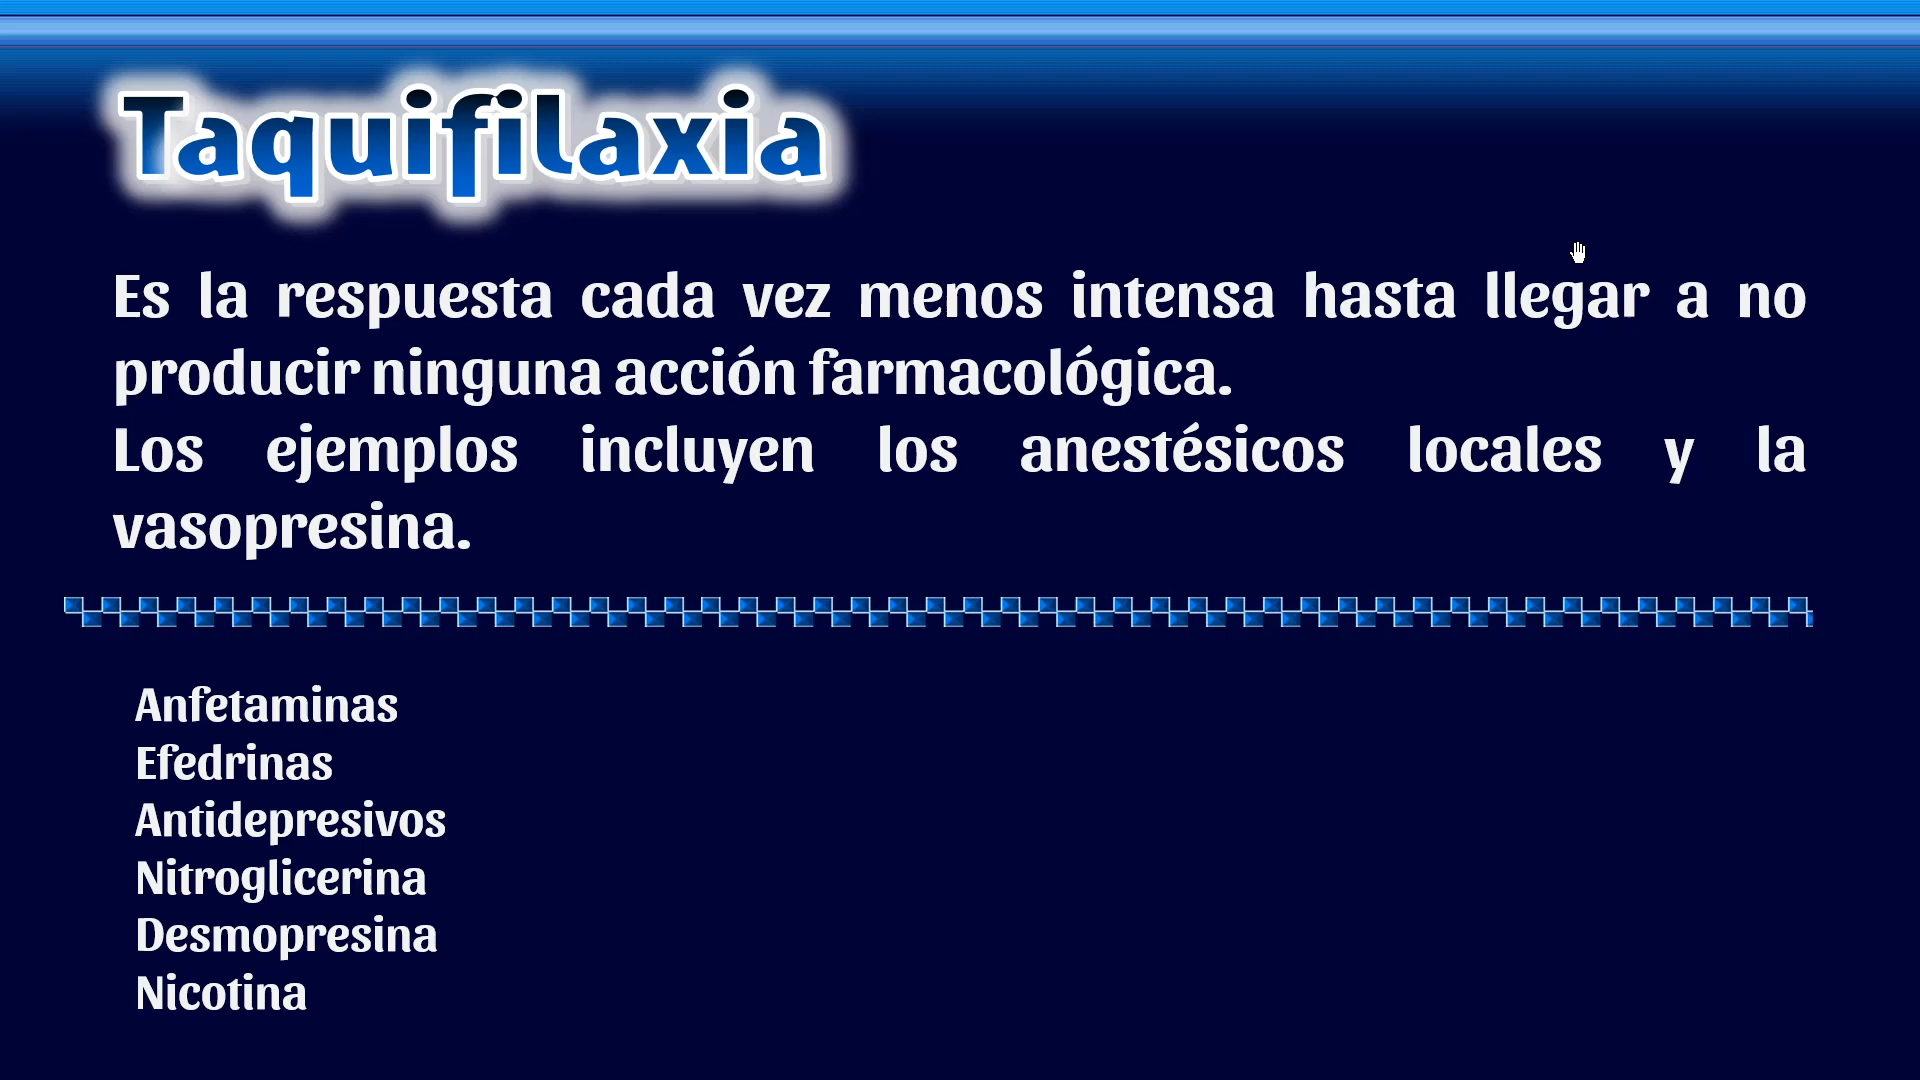 Taquifilaxia
Es la respuesta cada vez menos intensa hasta llegar a no
producir ninguna acción farmacológica.
Los ejemplos incluyen los anestésicos locales y la
vasopresina.
Anfetaminas
Efedrinas
Antidepresivos
Nitroglicerina
Desmopresina
Nicotina